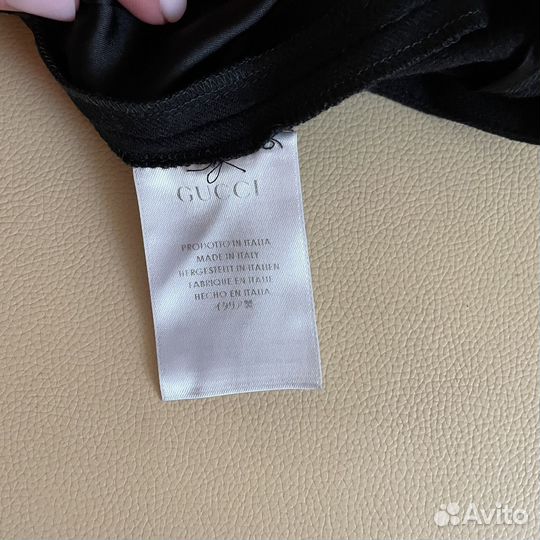 GUCCI
PRODOTTO IN ITALIA
MADE IN ITALY
HERGESTELLT IN ITALIEN
FABRIQUE EN ITALIE
HECHO EN ITALIA
イタリア製
Avito